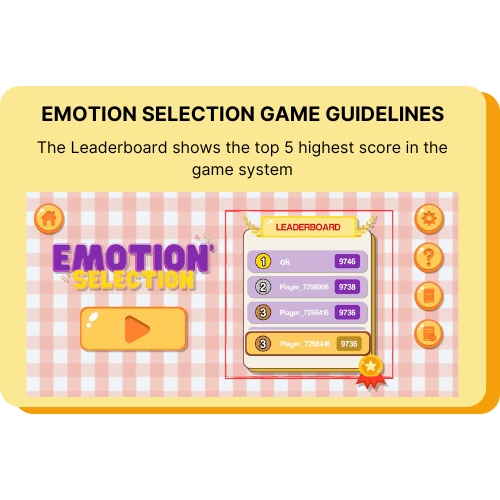 EMOTION SELECTION GAME GUIDELINES
The Leaderboard shows the top 5 highest score in the
game system
EMOTION
SELECTION
LEADERBOARD
1 ok 9746
2 Player_7256906 9738
3 Player_7256416 9736
3 Player_7256416 9736
?